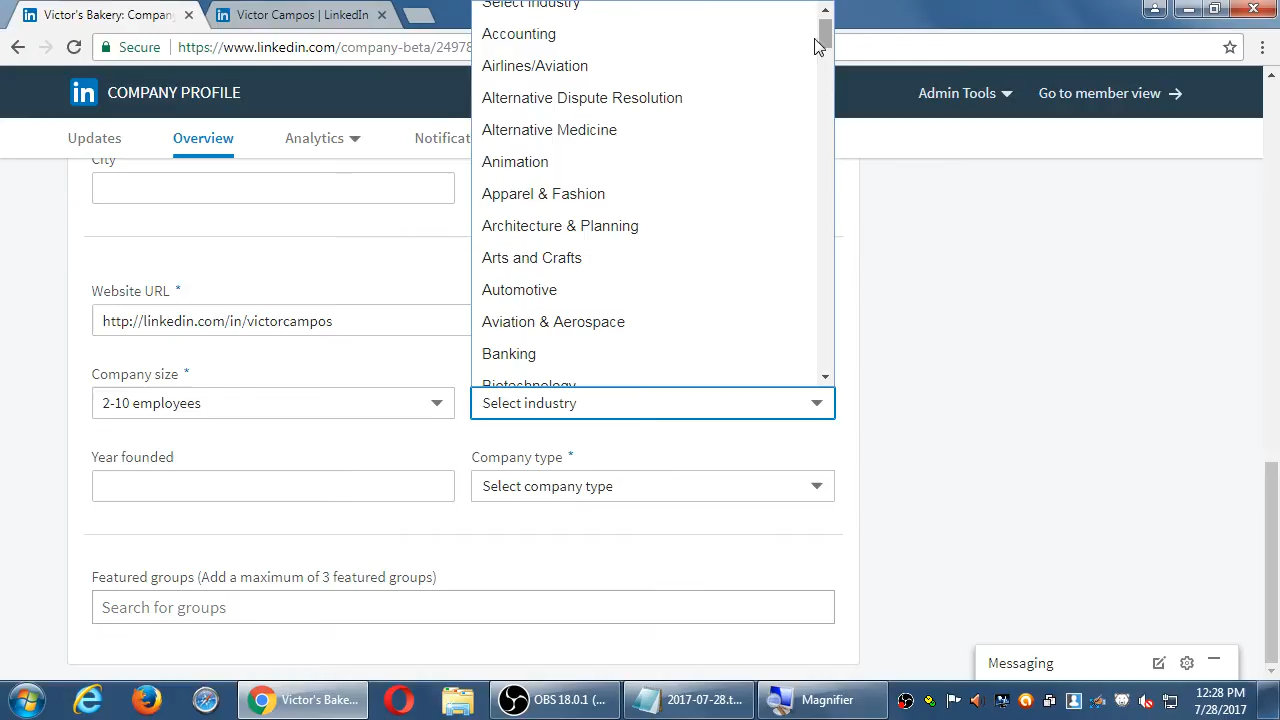 Victor's Bakery: Company
Victor Campos | LinkedIn
Secure
https://www.linkedin.com/company-beta/24978
in COMPANY PROFILE
Admin Tools
Go to member view
Updates
Overview
Analytics
Notificat
City
Select industry
Accounting
Airlines/Aviation
Alternative Dispute Resolution
Alternative Medicine
Animation
Apparel & Fashion
Architecture & Planning
Arts and Crafts
Automotive
Aviation & Aerospace
Banking
Biotechnology
Website URL *
http://linkedin.com/in/victorcampos
Company size *
2-10 employees
Select industry
Year founded
Company type *
Select company type
Featured groups (Add a maximum of 3 featured groups)
Search for groups
Messaging
Victor's Bake...
OBS 18.0.1 (...
2017-07-28.t...
Magnifier
12:28 PM
7/28/2017